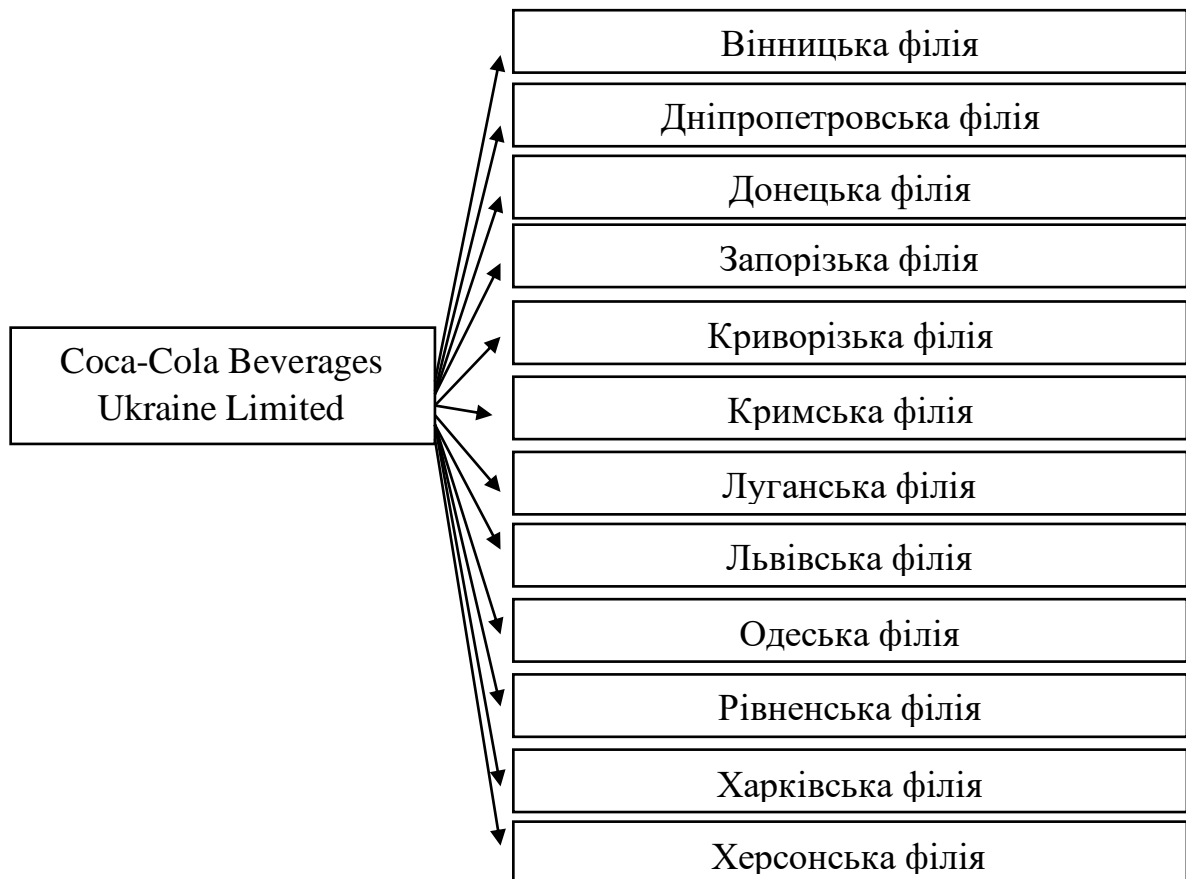 Вінницька філія
Дніпропетровська філія
Донецька філія
Запорізька філія
Криворізька філія
Coca-Cola Beverages
Ukraine Limited
Кримська філія
Луганська філія
Львівська філія
Одеська філія
Рівненська філія
Харківська філія
Херсонська філія